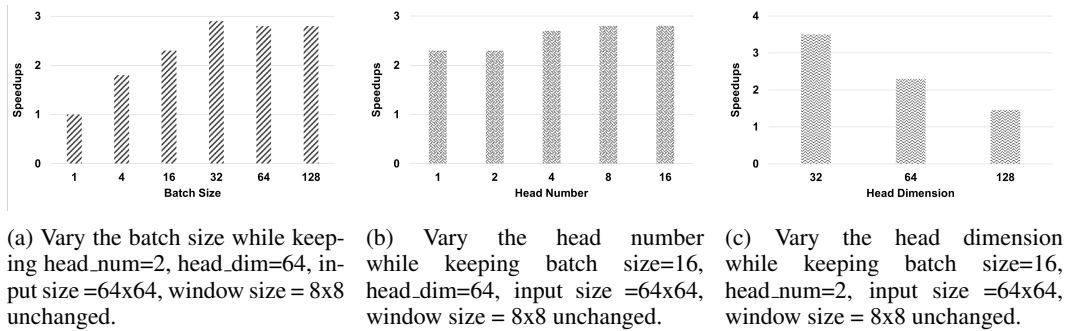 3
2
1
0
Speedups
1 4 16 32 64 128
Batch Size
3
2
1
0
Speedups
1 2 4 8 16
Head Number
4
3
2
1
0
Speedups
32 64 128
Head Dimension
(a) Vary the batch size while keep-
ing head_num=2, head_dim=64, in-
put size =64x64, window size = 8x8
unchanged.
(b) Vary the head number
while keeping batch size=16,
head_dim=64, input size =64x64,
window size = 8x8 unchanged.
(c) Vary the head dimension
while keeping batch size=16,
head_num=2, input size =64x64,
window size = 8x8 unchanged.